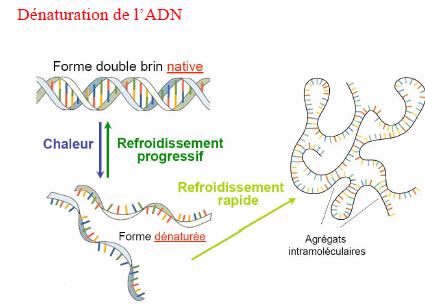 Dénaturation de l'ADN
Forme double brin native
Chaleur
Refroidissement
progressif
Refroidissement
rapide
Forme dénaturée
Agrégats
intramoléculaires